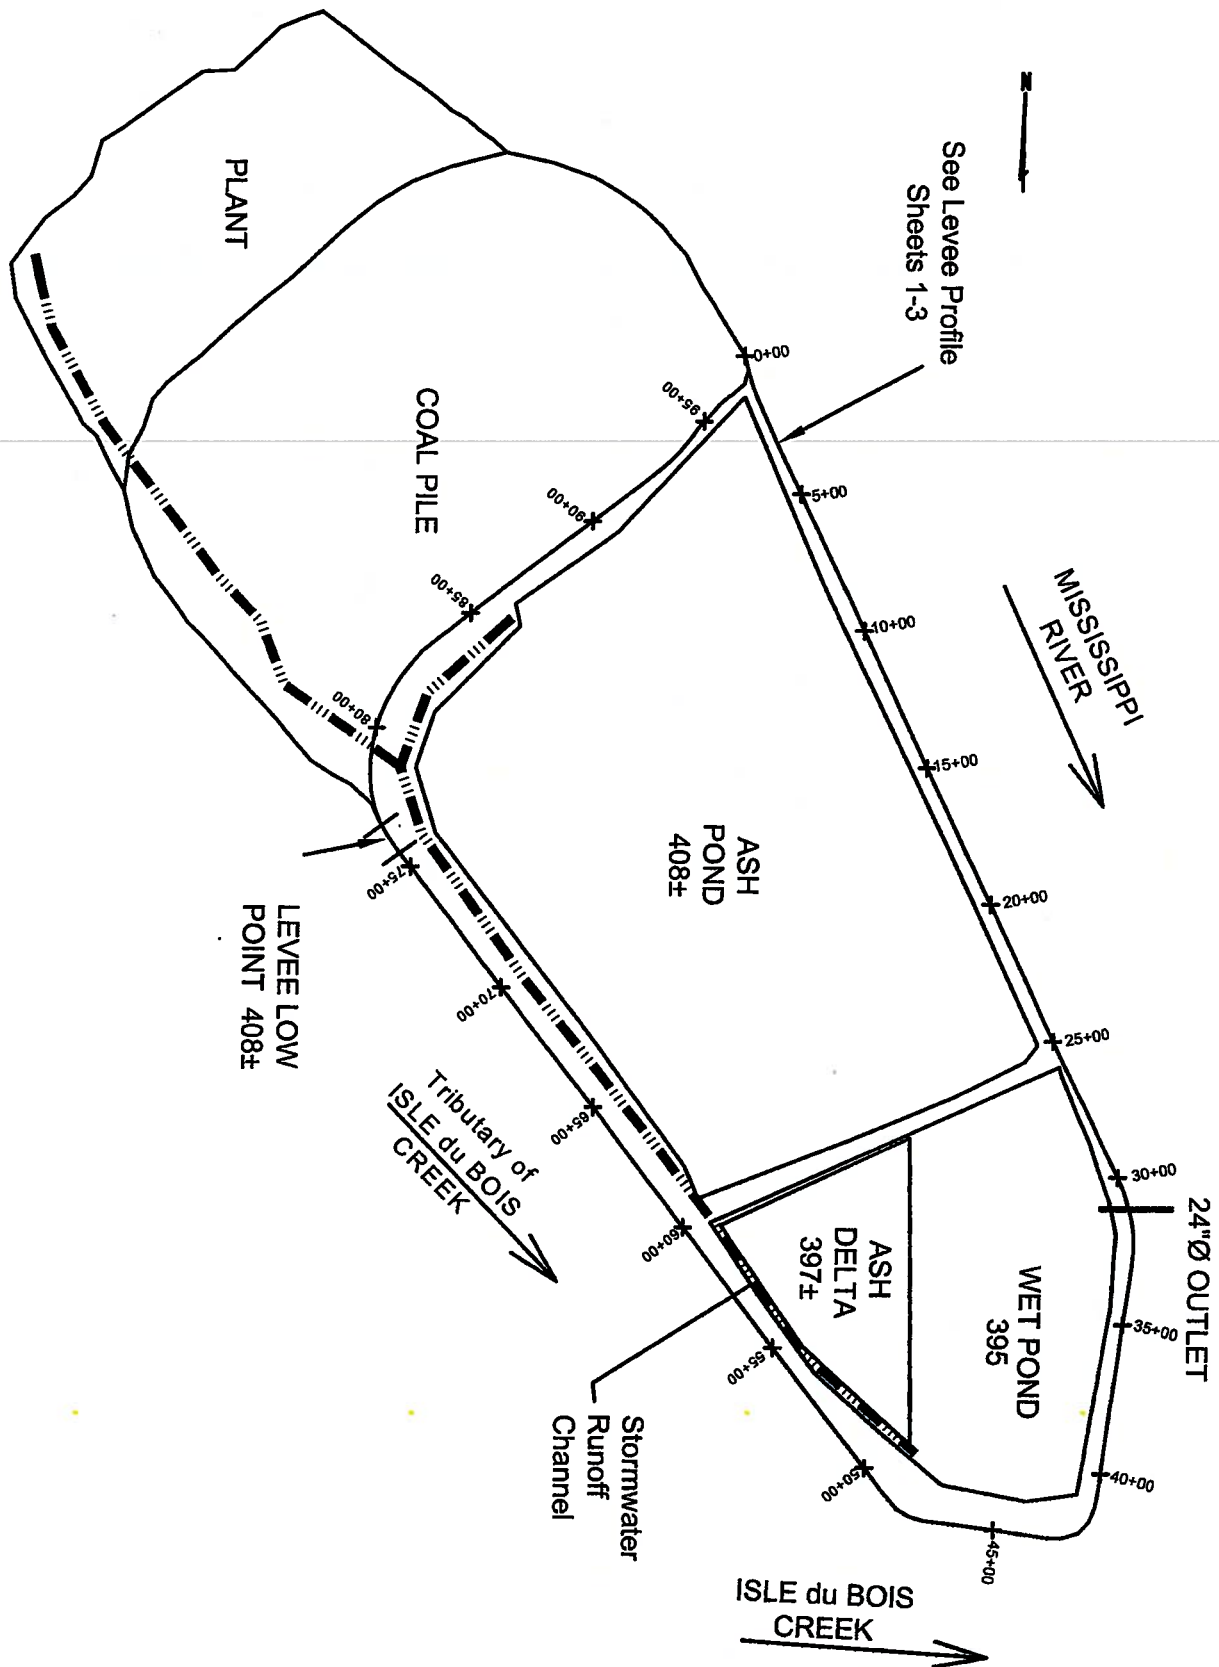 N
See Levee Profile
Sheets 1-3
PLANT
COAL PILE
MISSISSIPPI
RIVER
0+00
5+00
10+00
15+00
20+00
25+00
30+00
35+00
40+00
45+00
50+00
55+00
60+00
65+00
70+00
75+00
80+00
85+00
90+00
95+00
ASH
POND
408±
LEVEE LOW
POINT 408±
Tributary of
ISLE du BOIS
CREEK
24"Ø OUTLET
WET POND
395
ASH
DELTA
397±
Stormwater
Runoff
Channel
ISLE du BOIS
CREEK